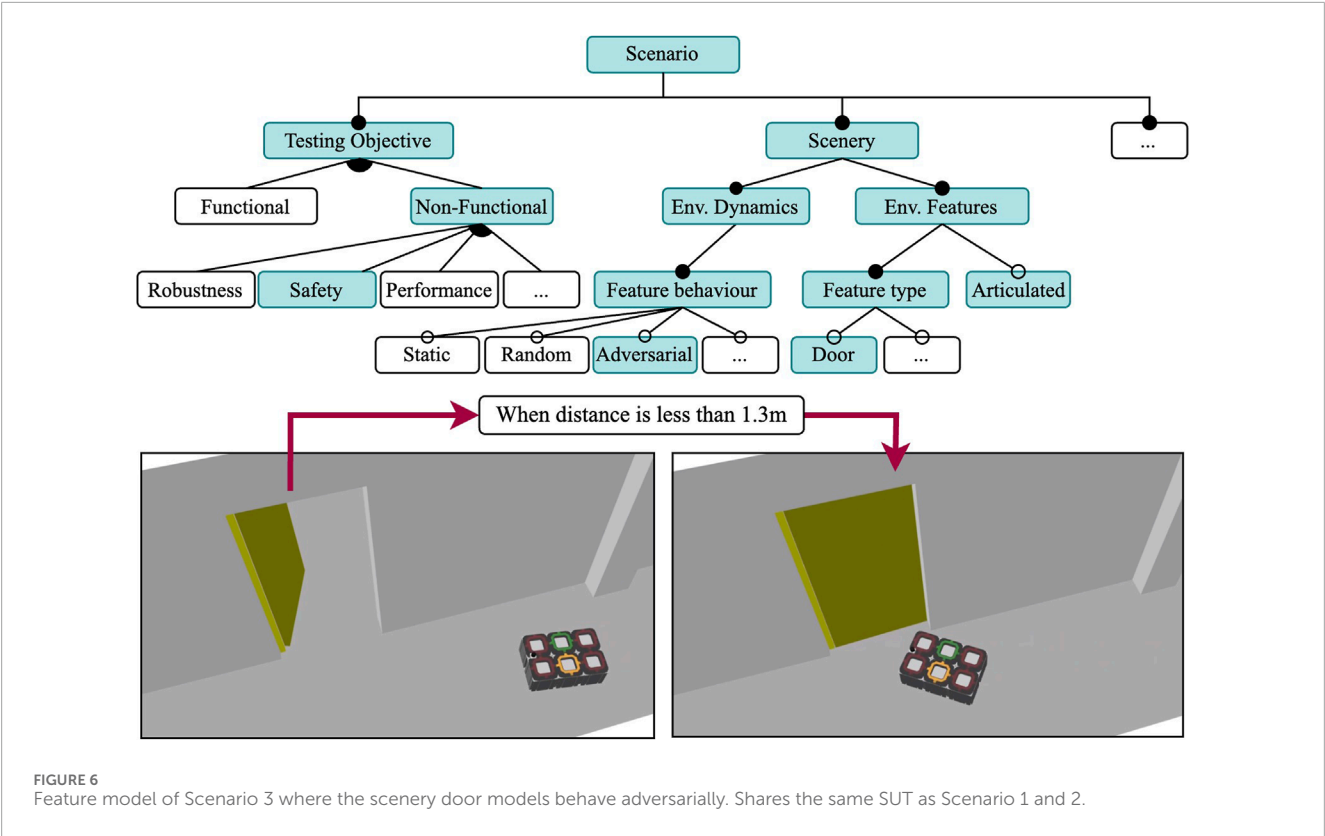 Scenario
Testing Objective
Scenery
...
Functional
Non-Functional
Env. Dynamics
Env. Features
Robustness
Safety
Performance
...
Feature behaviour
Feature type
Articulated
Static
Random
Adversarial
...
Door
...
When distance is less than 1.3m
FIGURE 6
Feature model of Scenario 3 where the scenery door models behave adversarially. Shares the same SUT as Scenario 1 and 2.